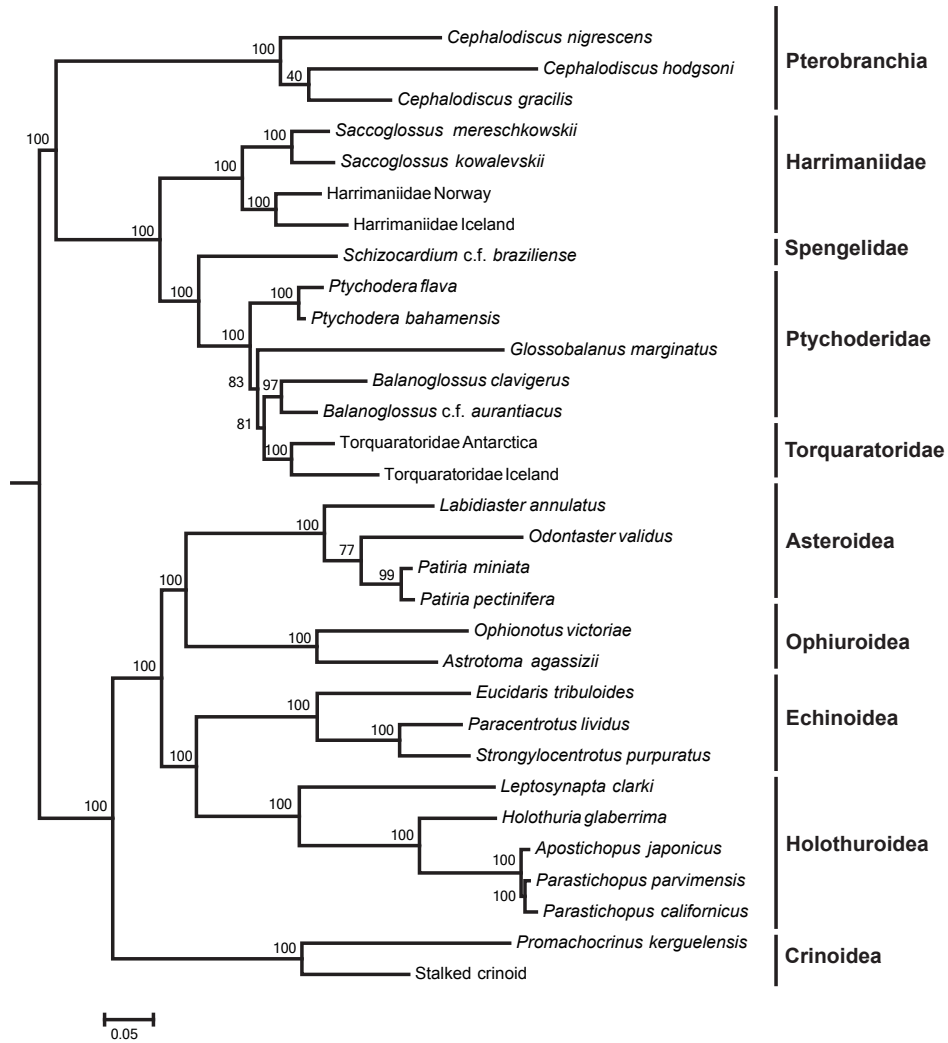 Cephalodiscus nigrescens
100
Cephalodiscus hodgsoni
40
Cephalodiscus gracilis
Pterobranchia
100
Saccoglossus mereschkowskii
100
Saccoglossus kowalevskii
100
Harrimaniidae Norway
100
Harrimaniidae Iceland
Harrimaniidae
100
Schizocardium c.f. braziliense
Spengelidae
100
Ptychodera flava
100
Ptychodera bahamensis
100
Glossobalanus marginatus
83
Balanoglossus clavigerus
97
Balanoglossus c.f. aurantiacus
81
Ptychoderidae
Torquaratoridae Antarctica
100
Torquaratoridae Iceland
Torquaratoridae
Labidiaster annulatus
100
Odontaster validus
77
Patiria miniata
99
Patiria pectinifera
Asteroidea
100
Ophionotus victoriae
100
Astrotoma agassizii
Ophiuroidea
100
Eucidaris tribuloides
100
Paracentrotus lividus
100
Strongylocentrotus purpuratus
Echinoidea
100
Leptosynapta clarki
100
Holothuria glaberrima
100
Apostichopus japonicus
100
Parastichopus parvimensis
100
Parastichopus californicus
Holothuroidea
100
Promachocrinus kerguelensis
100
Stalked crinoid
Crinoidea
0.05